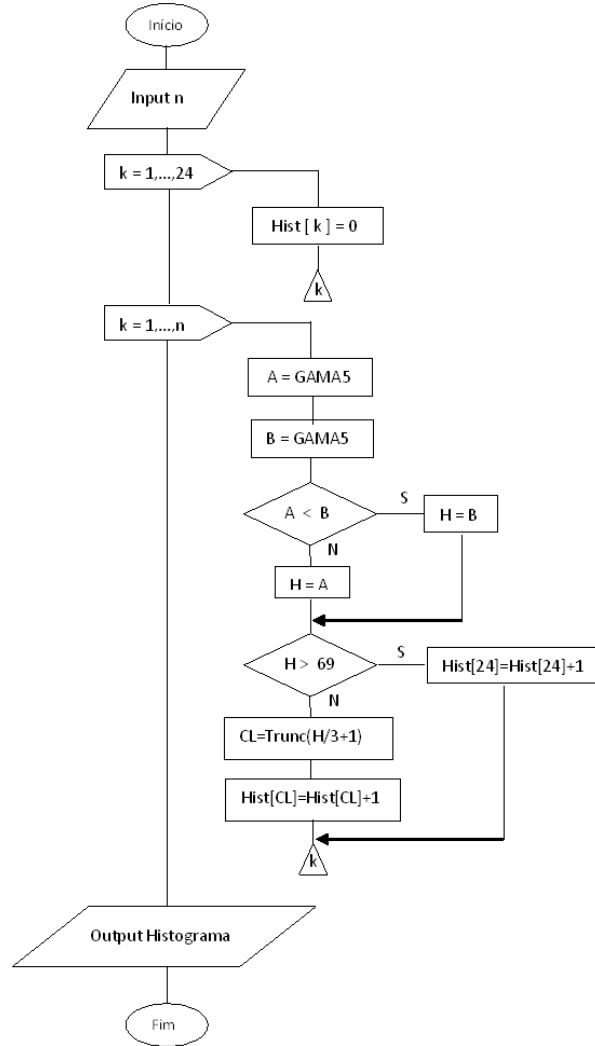 Início
Input n
k = 1,...,24
Hist [ k ] = 0
k
k = 1,...,n
A = GAMA5
B = GAMA5
A < B
S
H = B
N
H = A
H > 69
S
Hist[24]=Hist[24]+1
N
CL=Trunc(H/3+1)
Hist[CL]=Hist[CL]+1
k
Output Histograma
Fim